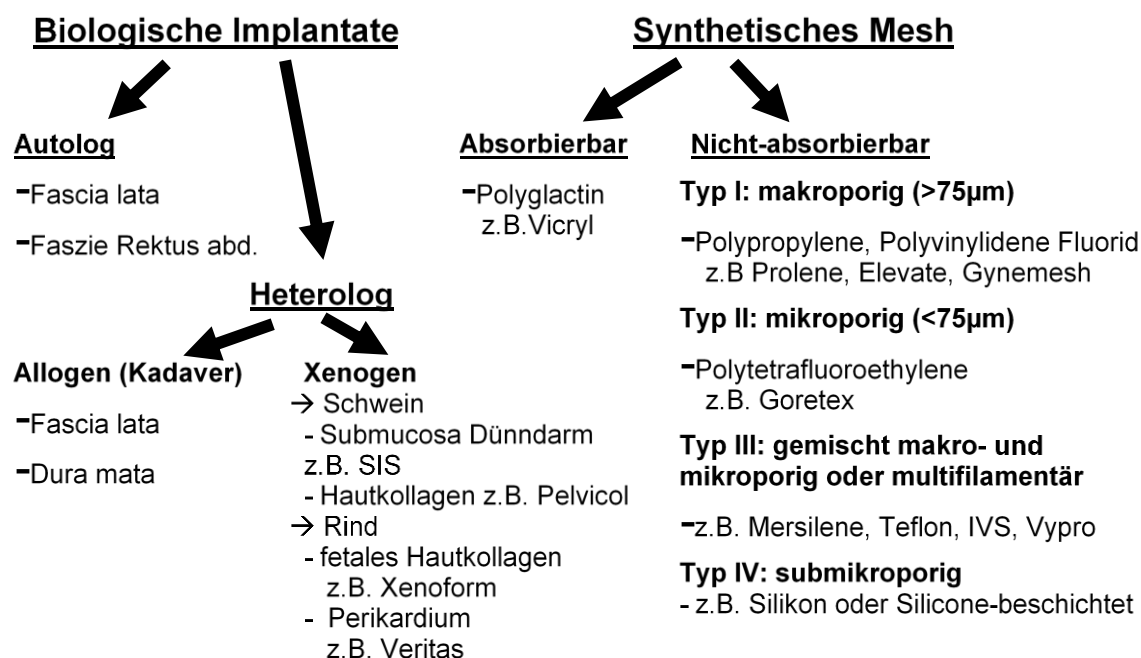 Biologische Implantate
Autolog
-Fascia lata
-Faszie Rektus abd.
Heterolog
Allogen (Kadaver)
-Fascia lata
-Dura mata
Xenogen
→ Schwein
- Submucosa Dünndarm
z.B. SIS
- Hautkollagen z.B. Pelvicol
→ Rind
- fetales Hautkollagen
z.B. Xenoform
- Perikardium
z.B. Veritas
Synthetisches Mesh
Absorbierbar
-Polyglactin
z.B.Vicryl
Nicht-absorbierbar
Typ I: makroporig (>75µm)
-Polypropylene, Polyvinylidene Fluorid
z.B Prolene, Elevate, Gynemesh
Typ II: mikroporig (<75µm)
-Polytetrafluoroethylene
z.B. Goretex
Typ III: gemischt makro- und
mikroporig oder multifilamentär
-z.B. Mersilene, Teflon, IVS, Vypro
Typ IV: submikroporig
- z.B. Silikon oder Silicone-beschichtet